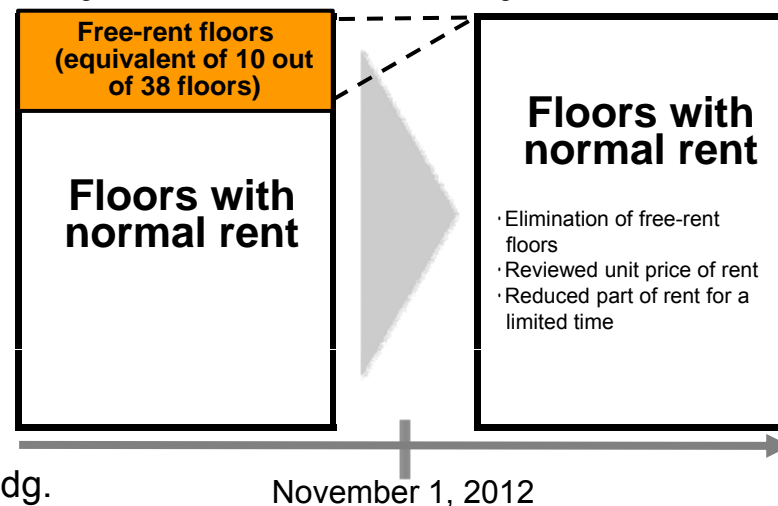 Free-rent floors
(equivalent of 10 out
of 38 floors)
Floors with
normal rent
Floors with
normal rent
·Elimination of free-rent
floors
·Reviewed unit price of rent
·Reduced part of rent for a
limited time
dg.
November 1, 2012